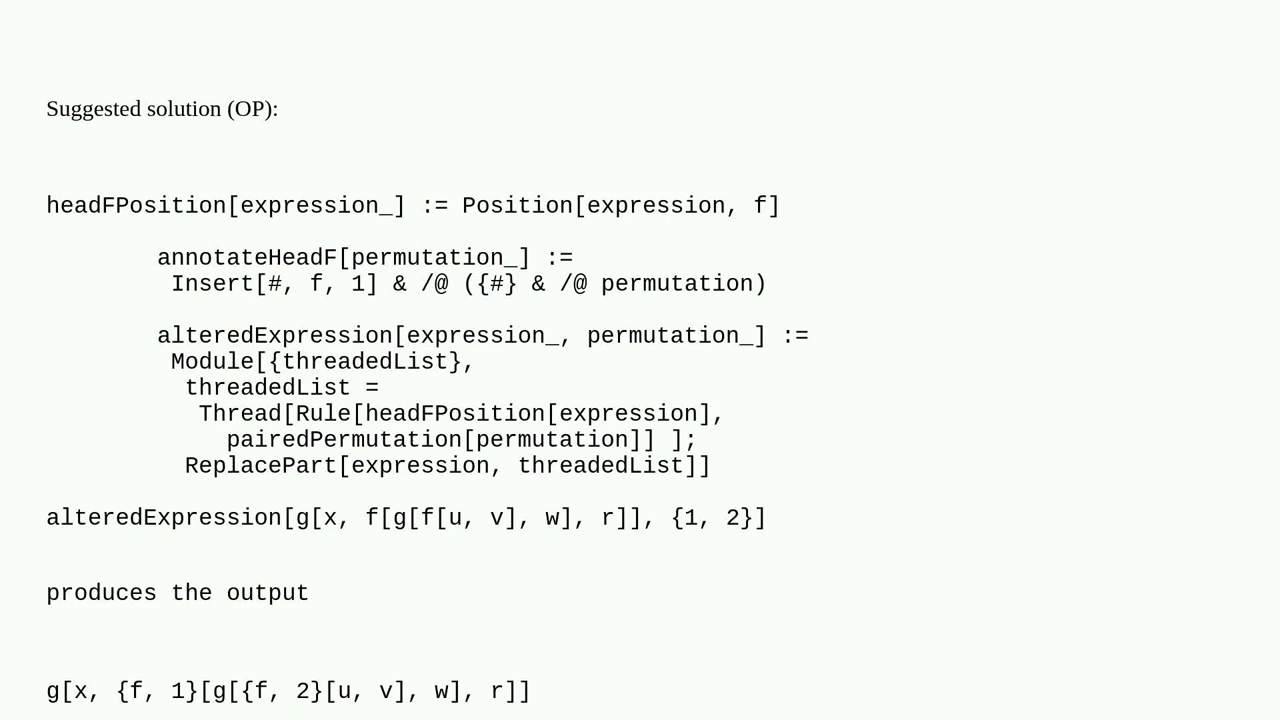 Suggested solution (OP):
headFPosition[expression_] := Position[expression, f]
annotateHeadF[permutation_] :=
Insert[#, f, 1] & /@ ({#} & /@ permutation)
alteredExpression[expression_, permutation_] :=
Module[{threadedList},
threadedList =
Thread[Rule[headFPosition[expression],
pairedPermutation[permutation]] ];
ReplacePart[expression, threadedList]]
alteredExpression[g[x, f[g[f[u, v], w], r]], {1, 2}]
produces the output
g[x, {f, 1}[g[{f, 2}[u, v], w], r]]